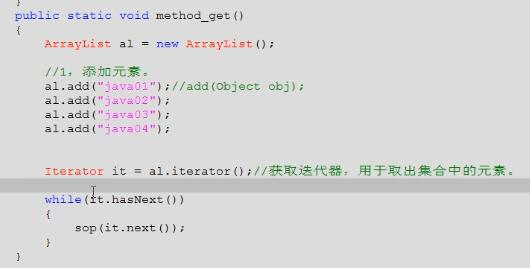 }
public static void method_get()
{
ArrayList al = new ArrayList();
//1，添加元素。
al.add("java01");//add(Object obj);
al.add("java02");
al.add("java03");
al.add("java04");
Iterator it = al.iterator();//获取迭代器，用于取出集合中的元素。
while(it.hasNext())
{
sop(it.next());
}
}